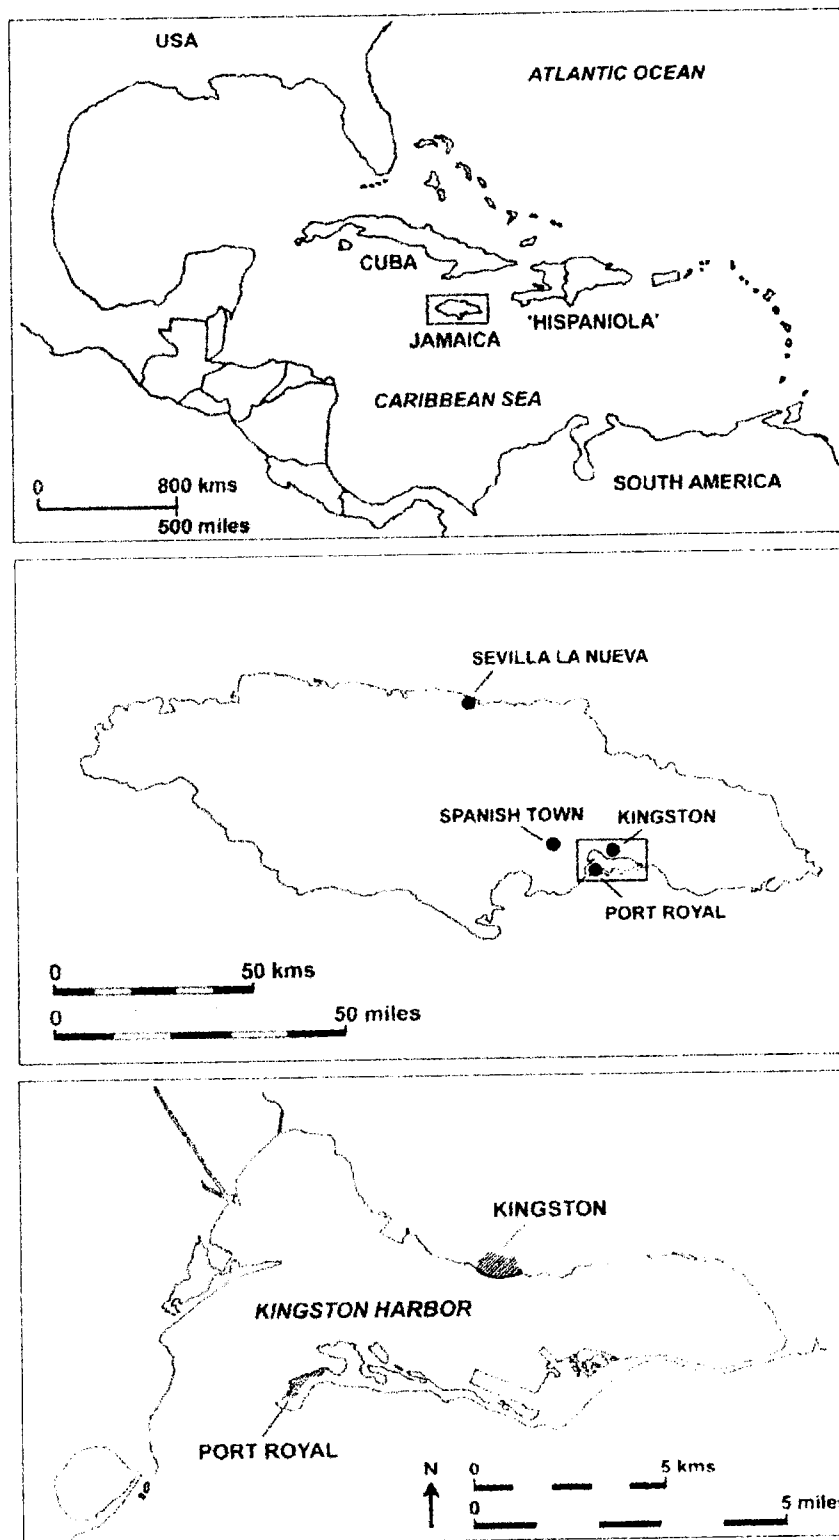 USA
ATLANTIC OCEAN
CUBA
'HISPANIOLA'
JAMAICA
CARIBBEAN SEA
SOUTH AMERICA
0 800 kms
500 miles
SEVILLA LA NUEVA
SPANISH TOWN
KINGSTON
PORT ROYAL
0 50 kms
0 50 miles
KINGSTON
KINGSTON HARBOR
PORT ROYAL
N
0 5 kms
0 5 miles